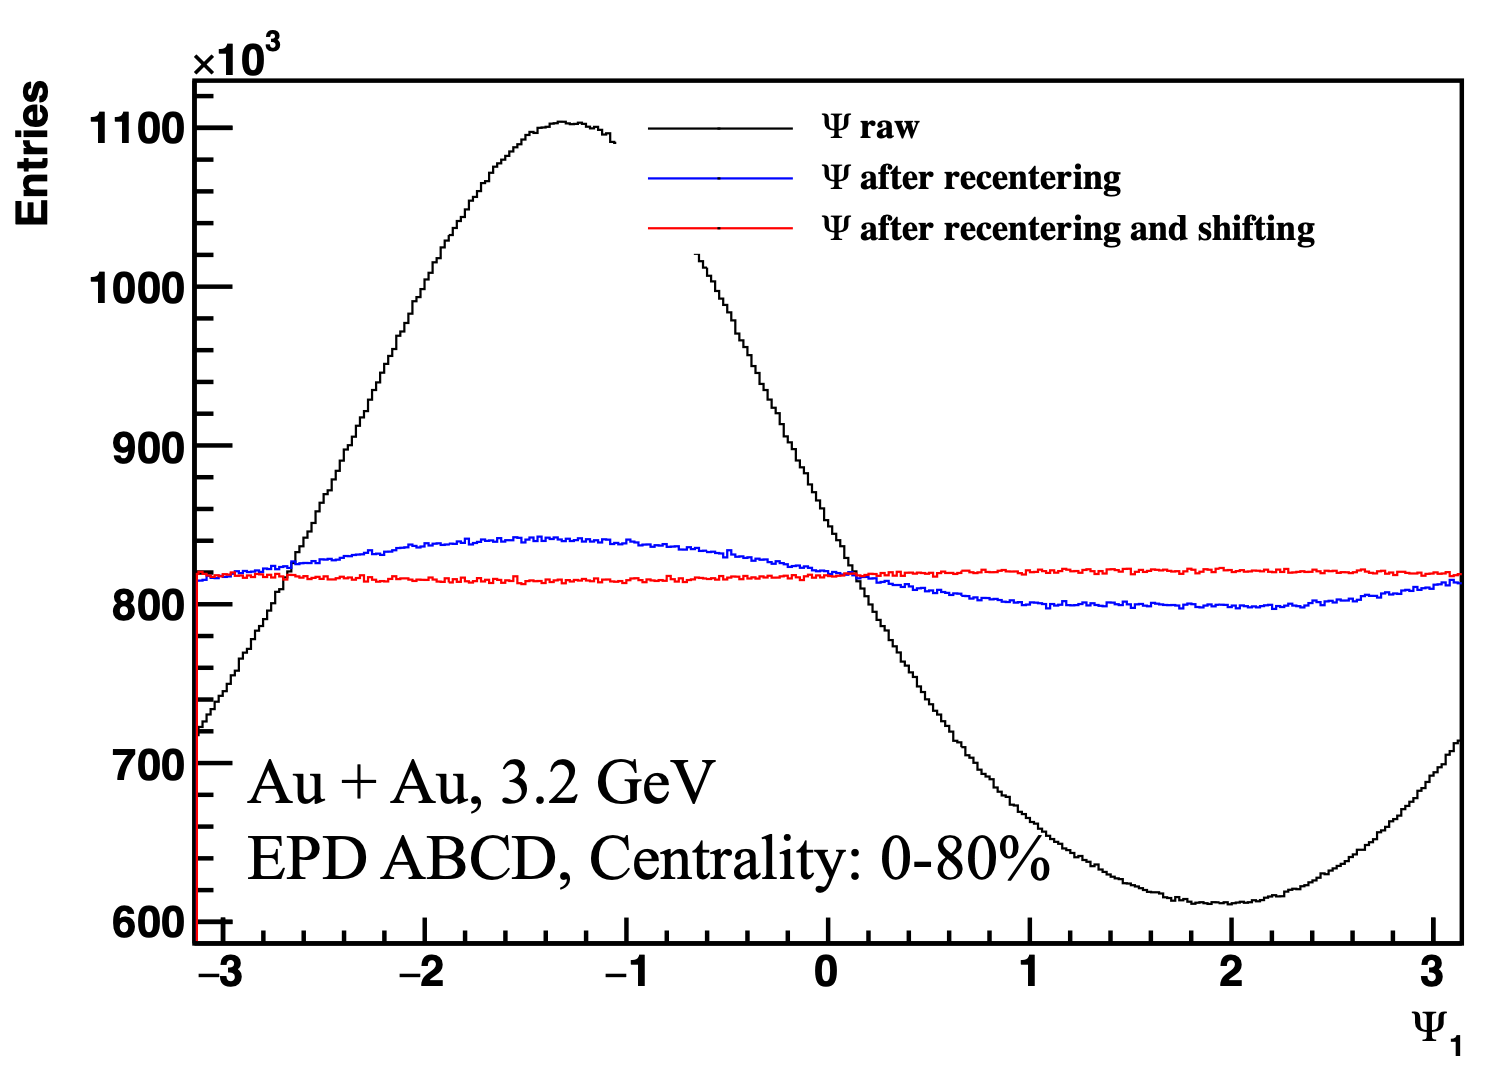 ×10³
Entries
1100
1000
900
800
700
600
Ψ raw
Ψ after recentering
Ψ after recentering and shifting
Au + Au, 3.2 GeV
EPD ABCD, Centrality: 0-80%
−3 −2 −1 0 1 2 3
Ψ₁